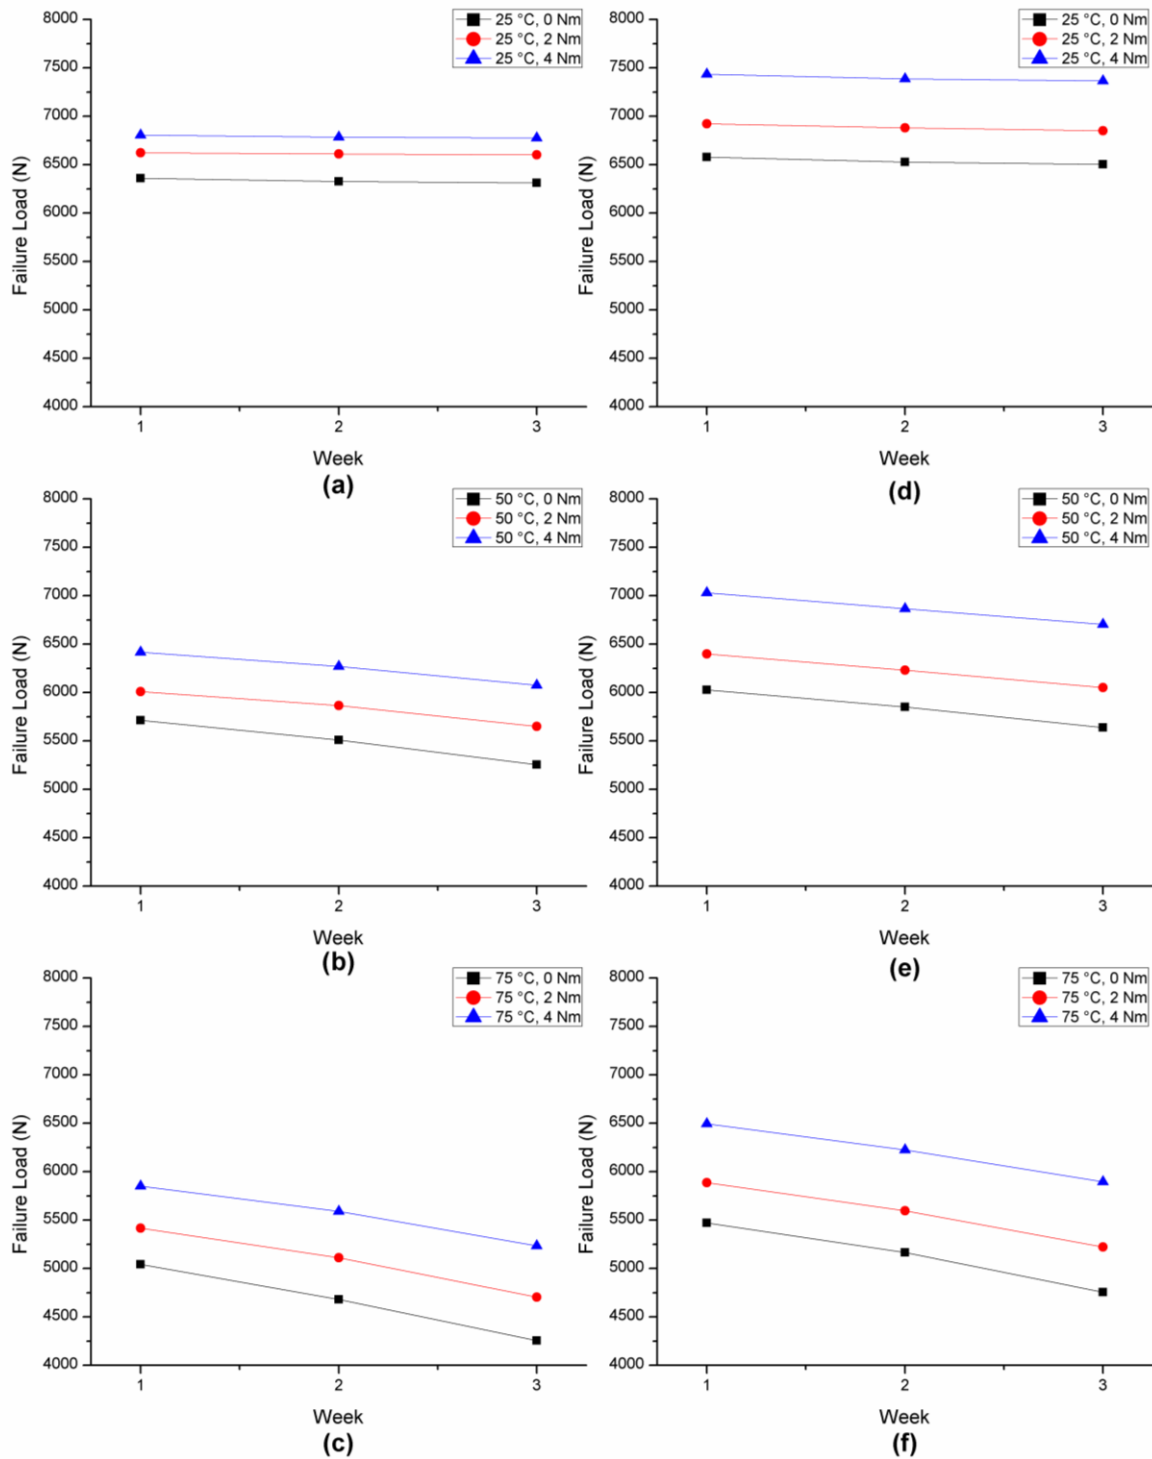 8000
7500
7000
6500
6000
5500
5000
4500
4000
Failure Load (N)
25 °C, 0 Nm
25 °C, 2 Nm
25 °C, 4 Nm
1
2
3
Week
(a)
8000
7500
7000
6500
6000
5500
5000
4500
4000
Failure Load (N)
25 °C, 0 Nm
25 °C, 2 Nm
25 °C, 4 Nm
1
2
3
Week
(d)
8000
7500
7000
6500
6000
5500
5000
4500
4000
Failure Load (N)
50 °C, 0 Nm
50 °C, 2 Nm
50 °C, 4 Nm
1
2
3
Week
(b)
8000
7500
7000
6500
6000
5500
5000
4500
4000
Failure Load (N)
50 °C, 0 Nm
50 °C, 2 Nm
50 °C, 4 Nm
1
2
3
Week
(e)
8000
7500
7000
6500
6000
5500
5000
4500
4000
Failure Load (N)
75 °C, 0 Nm
75 °C, 2 Nm
75 °C, 4 Nm
1
2
3
Week
(c)
8000
7500
7000
6500
6000
5500
5000
4500
4000
Failure Load (N)
75 °C, 0 Nm
75 °C, 2 Nm
75 °C, 4 Nm
1
2
3
Week
(f)